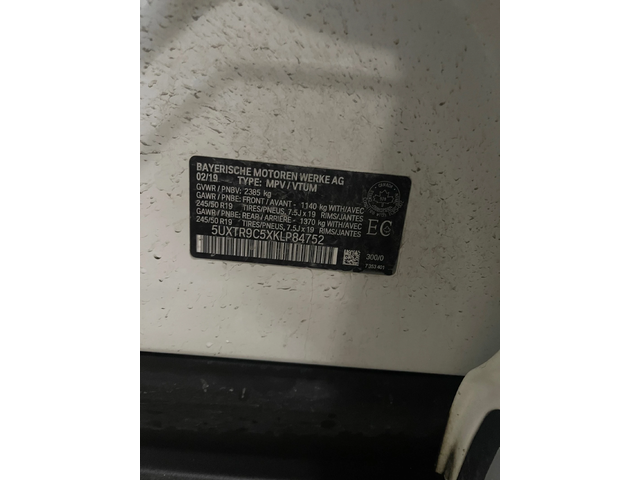 BAYERISCHE MOTOREN WERKE AG
02/19 TYPE: MPV/VTUM
GVWR / PNBV: 2385 kg
GAWR / PNBE: FRONT / AVANT - 1140 kg WITH/AVEC
245/50 R19 TIRES/PNEUS, 7.5J x 19 RIMS/JANTES
GAWR / PNBE: REAR / ARRIÈRE - 1370 kg WITH/AVEC
245/50 R19 TIRES/PNEUS, 7.5J x 19 RIMS/JANTES
5UXTR9C5XKLP84752
EC
300/0